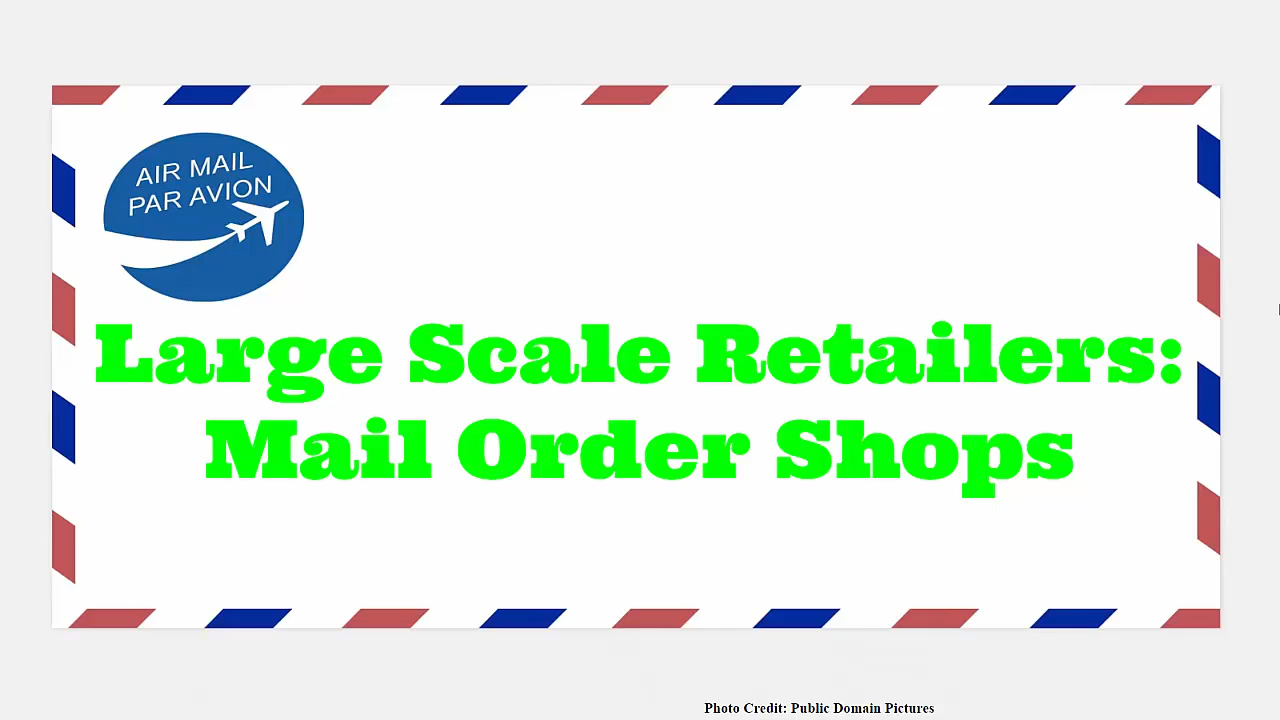 AIR MAIL
PAR AVION
Large Scale Retailers:
Mail Order Shops
Photo Credit: Public Domain Pictures